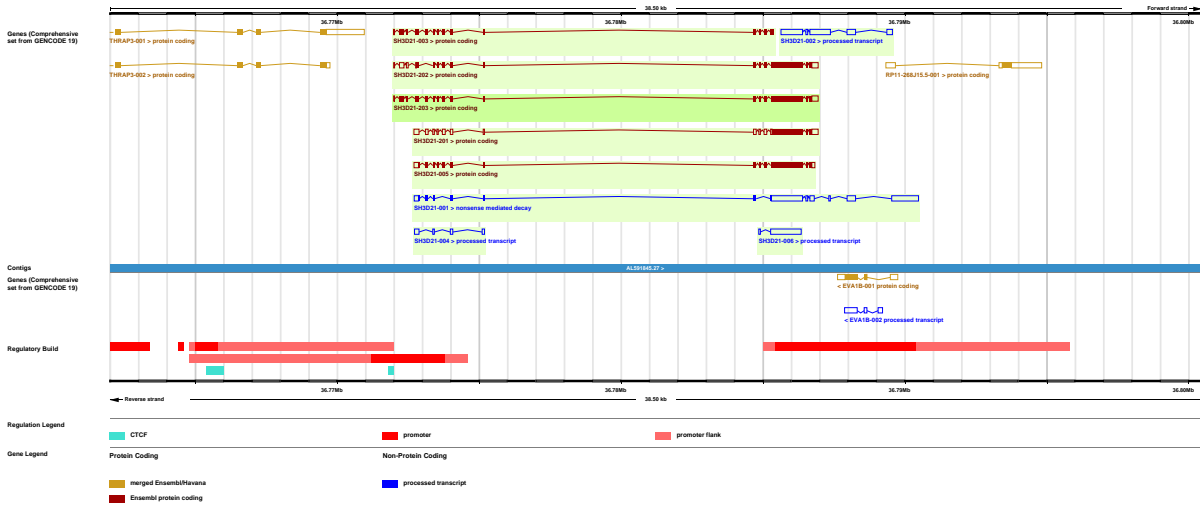 38.50 kb Forward strand
36.77Mb 36.78Mb 36.79Mb 36.80Mb
Genes (Comprehensive
set from GENCODE 19)
THRAP3-001 > protein coding
SH3D21-003 > protein coding
SH3D21-002 > processed transcript
THRAP3-002 > protein coding
SH3D21-202 > protein coding
RP11-268J15.5-001 > protein coding
SH3D21-203 > protein coding
SH3D21-201 > protein coding
SH3D21-005 > protein coding
SH3D21-001 > nonsense mediated decay
SH3D21-004 > processed transcript
SH3D21-006 > processed transcript
Contigs
AL591845.27 >
Genes (Comprehensive
set from GENCODE 19)
< EVA1B-001 protein coding
< EVA1B-002 processed transcript
Regulatory Build
36.77Mb 36.78Mb 36.79Mb 36.80Mb
Reverse strand 38.50 kb
Regulation Legend
CTCF promoter promoter flank
Gene Legend
Protein Coding Non-Protein Coding
merged Ensembl/Havana processed transcript
Ensembl protein coding